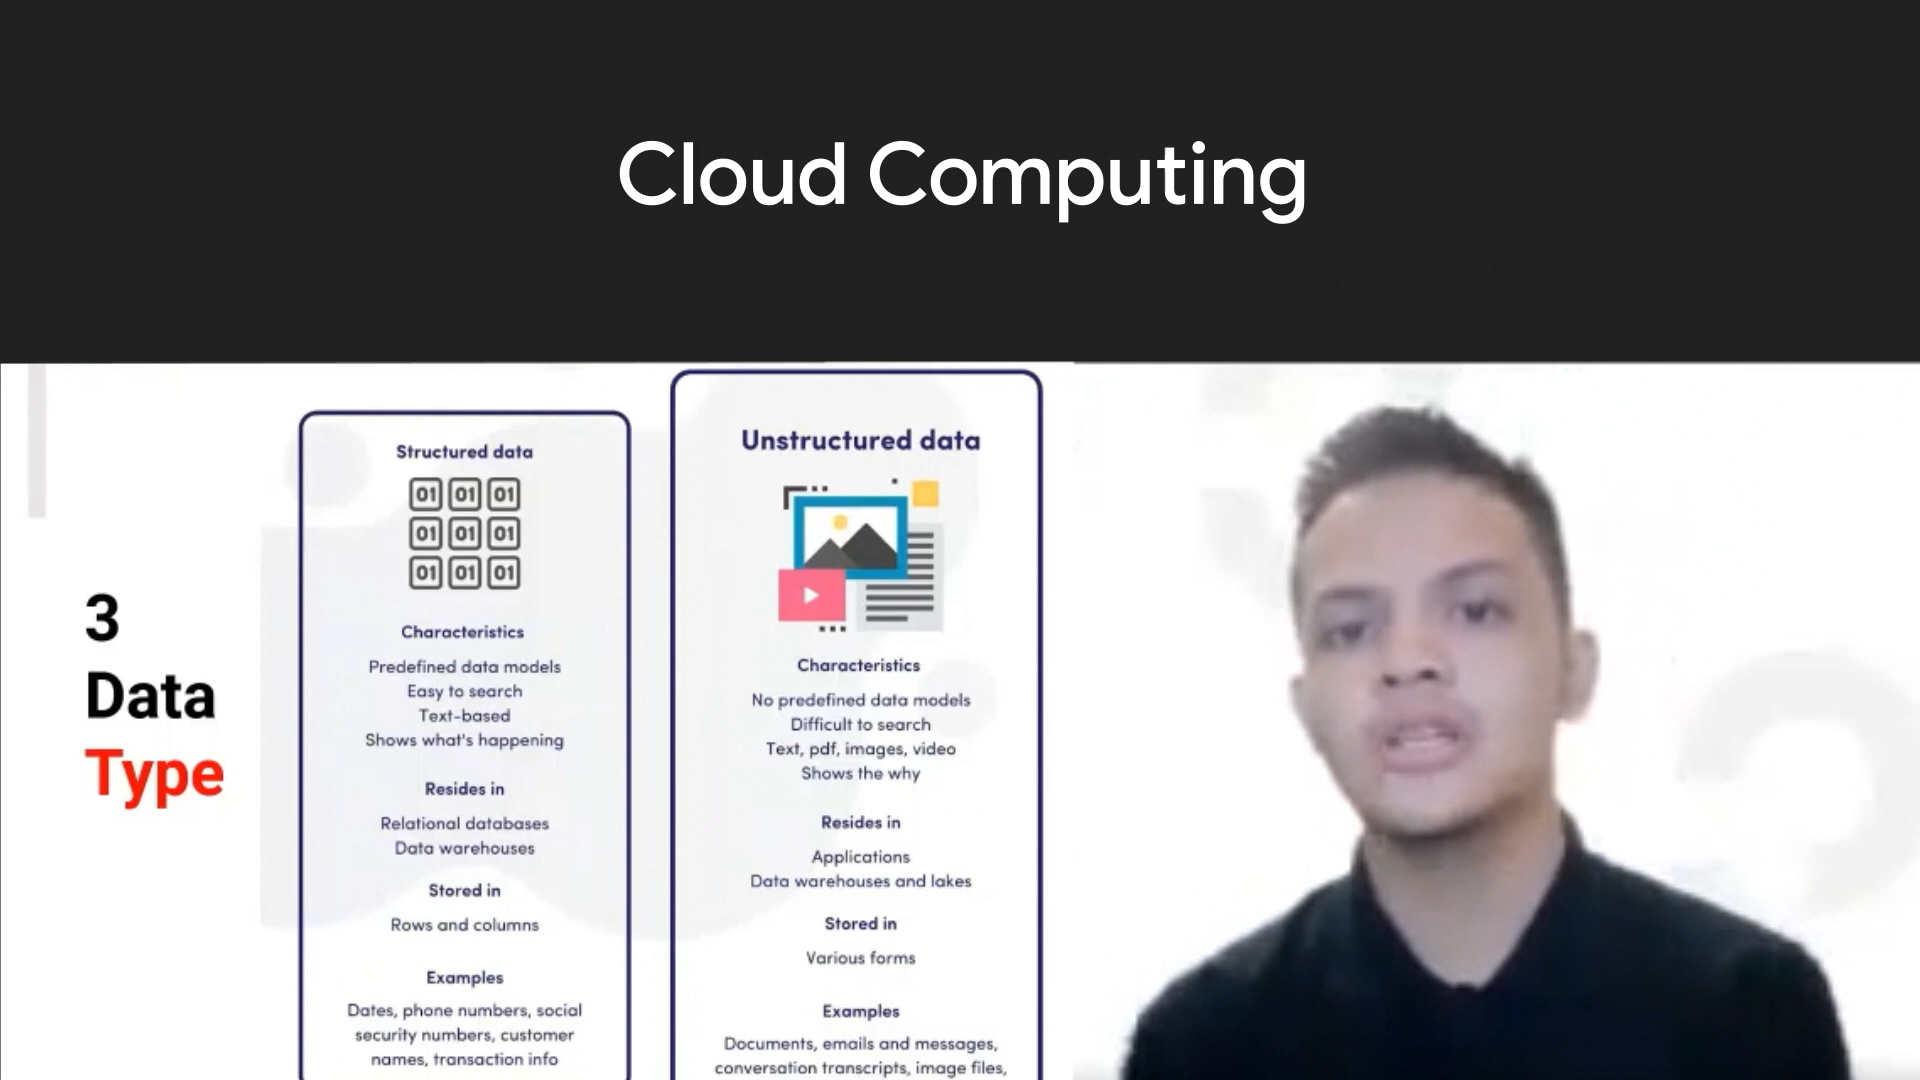 Cloud Computing
3
Data
Type
Structured data
01 01 01
01 01 01
01 01 01
Characteristics
Predefined data models
Easy to search
Text-based
Shows what's happening
Resides in
Relational databases
Data warehouses
Stored in
Rows and columns
Examples
Dates, phone numbers, social
security numbers, customer
names, transaction info
Unstructured data
Characteristics
No predefined data models
Difficult to search
Text, pdf, images, video
Shows the why
Resides in
Applications
Data warehouses and lakes
Stored in
Various forms
Examples
Documents, emails and messages,
conversation transcripts, image files,